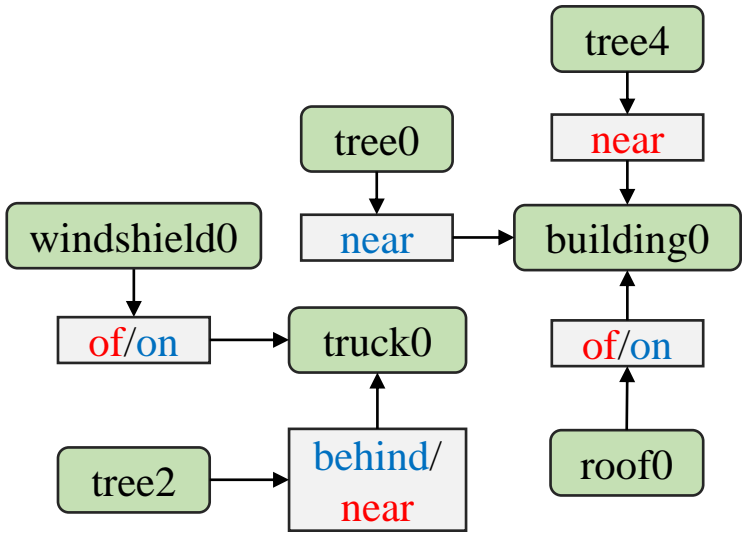 tree4
tree0
near
windshield0
near
building0
of/on
truck0
of/on
tree2
behind/
near
roof0